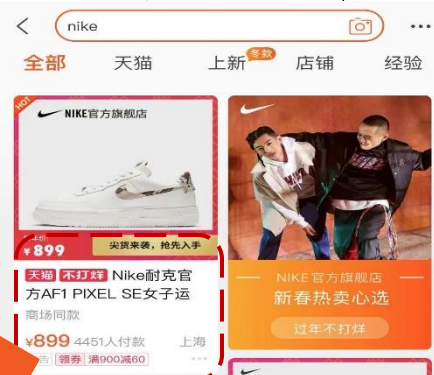 nike
全部 天猫 上新 冬款 店铺 经验
HOT
NIKE官方旗舰店
¥899 尖货来袭，抢先入手
天猫 不打烊 Nike耐克官
方AF1 PIXEL SE女子运
商场同款
¥899 4451人付款 上海
领券 满900减60
NIKE官方旗舰店
新春热卖心选
过年不打烊